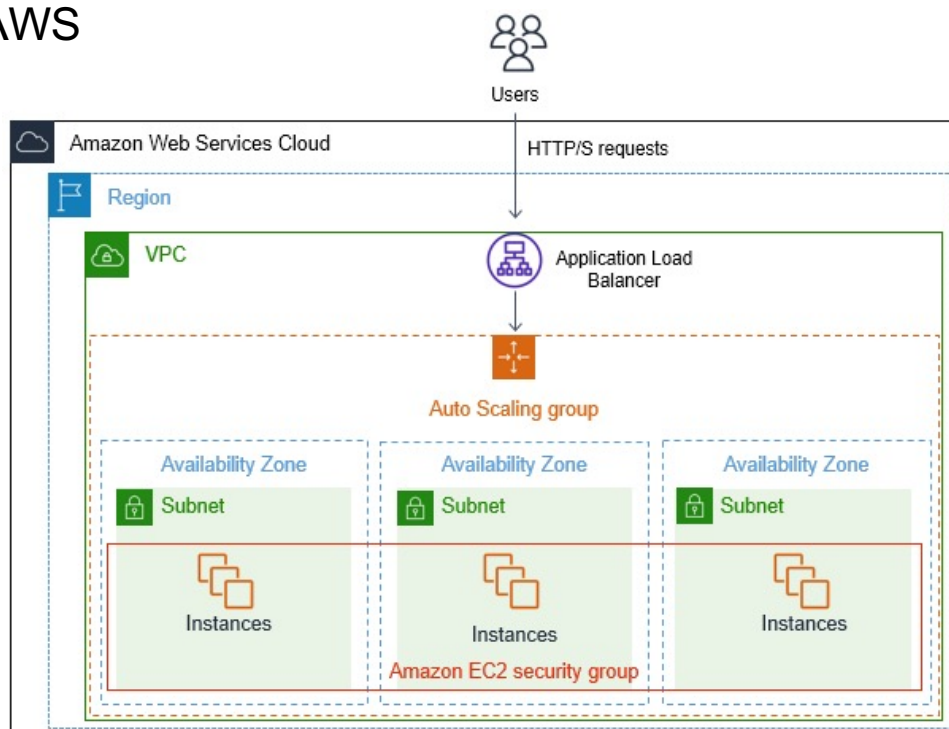 AWS
Users
Amazon Web Services Cloud
HTTP/S requests
Region
VPC
Application Load
Balancer
Auto Scaling group
Availability Zone
Availability Zone
Availability Zone
Subnet
Subnet
Subnet
Instances
Instances
Instances
Amazon EC2 security group